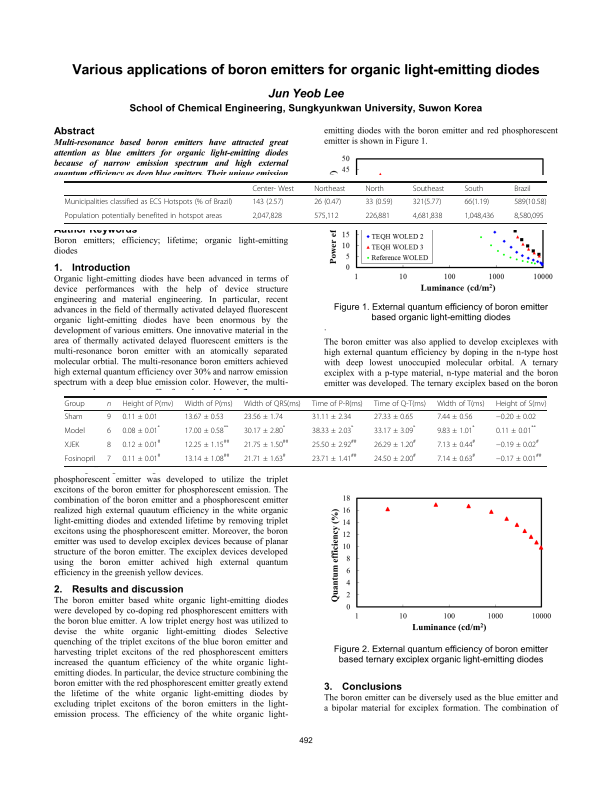 Various applications of boron emitters for organic light-emitting diodes
Jun Yeob Lee
School of Chemical Engineering, Sungkyunkwan University, Suwon Korea
Abstract
Multi-resonance based boron emitters have attracted great
attention as blue emitters for organic light-emitting diodes
because of narrow emission spectrum and high external
quantum efficiency as deep blue emitters. Their unique emission
emitting diodes with the boron emitter and red phosphorescent
emitter is shown in Figure 1.
50
45
Center- West Northeast North Southeast South Brazil
Municipalities classified as ECS Hotspots (% of Brazil) 143 (2.57) 26 (0.47) 33 (0.59) 321(5.77) 66(1.19) 589(10.58)
Population potentially benefited in hotspot areas 2,047,828 575,112 226,881 4,681,838 1,048,436 8,580,095
Author Keywords
Boron emitters; efficiency; lifetime; organic light-emitting
diodes
1. Introduction
Organic light-emitting diodes have been advanced in terms of
device performances with the help of device structure
engineering and material engineering. In particular, recent
advances in the field of thermally activated delayed fluorescent
organic light-emitting diodes have been enormous by the
development of various emitters. One innovative material in the
area of thermally activated delayed fluorescent emitters is the
multi-resonance boron emitter with an atomically separated
molecular orbtial. The multi-resonance boron emitters achieved
high external quantum efficiency over 30% and narrow emission
spectrum with a deep blue emission color. However, the multi-
Power ef
15
10
5
0
TEQH WOLED 2
TEQH WOLED 3
Reference WOLED
1 10 100 1000 10000
Luminance (cd/m²)
Figure 1. External quantum efficiency of boron emitter
based organic light-emitting diodes
.
The boron emitter was also applied to develop exciplexes with
high external quantum efficiency by doping in the n-type host
with deep lowest unoccupied molecular orbital. A ternary
exciplex with a p-type material, n-type material and the boron
emitter was developed. The ternary exciplex based on the boron
Group n Height of P(mv) Width of P(ms) Width of QRS(ms) Time of P-R(ms) Time of Q-T(ms) Width of T(ms) Height of S(mv)
Sham 9 0.11 ± 0.01 13.67 ± 0.53 23.56 ± 1.74 31.11 ± 2.34 27.33 ± 0.65 7.44 ± 0.56 −0.20 ± 0.02
Model 6 0.08 ± 0.01* 17.00 ± 0.58** 30.17 ± 2.80* 38.33 ± 2.03* 33.17 ± 3.09* 9.83 ± 1.01* 0.11 ± 0.01**
XJEK 8 0.12 ± 0.01# 12.25 ± 1.15## 21.75 ± 1.50## 25.50 ± 2.92## 26.29 ± 1.20# 7.13 ± 0.44# −0.19 ± 0.02#
Fosinopril 7 0.11 ± 0.01# 13.14 ± 1.08## 21.71 ± 1.63# 23.71 ± 1.41## 24.50 ± 2.00# 7.14 ± 0.63# −0.17 ± 0.01##
phosphorescent emitter was developed to utilize the triplet
excitons of the boron emitter for phosphorescent emission. The
combination of the boron emitter and a phosphorescent emitter
realized high external quautum efficiency in the white organic
light-emitting diodes and extended lifetime by removing triplet
excitons using the phosphorescent emitter. Moreover, the boron
emitter was used to develop exciplex devices because of planar
structure of the boron emitter. The exciplex devices developed
using the boron emitter achived high external quantum
efficiency in the greenish yellow devices.
2. Results and discussion
The boron emitter based white organic light-emitting diodes
were developed by co-doping red phosphorescent emitters with
the boron blue emitter. A low triplet energy host was utilized to
devise the white organic light-emitting diodes Selective
quenching of the triplet excitons of the blue boron emitter and
harvesting triplet excitons of the red phosphorescent emitters
increased the quantum efficiency of the white organic light-
emitting diodes. In particular, the device structure combining the
boron emitter with the red phosphorescent emitter greatly extend
the lifetime of the white organic light-emitting diodes by
excluding triplet excitons of the boron emitters in the light-
emission process. The efficiency of the white organic light-
Quantum efficiency (%)
18
16
14
12
10
8
6
4
2
0
1 10 100 1000 10000
Luminance (cd/m²)
Figure 2. External quantum efficiency of boron emitter
based ternary exciplex organic light-emitting diodes
3. Conclusions
The boron emitter can be diversely used as the blue emitter and
a bipolar material for exciplex formation. The combination of
492